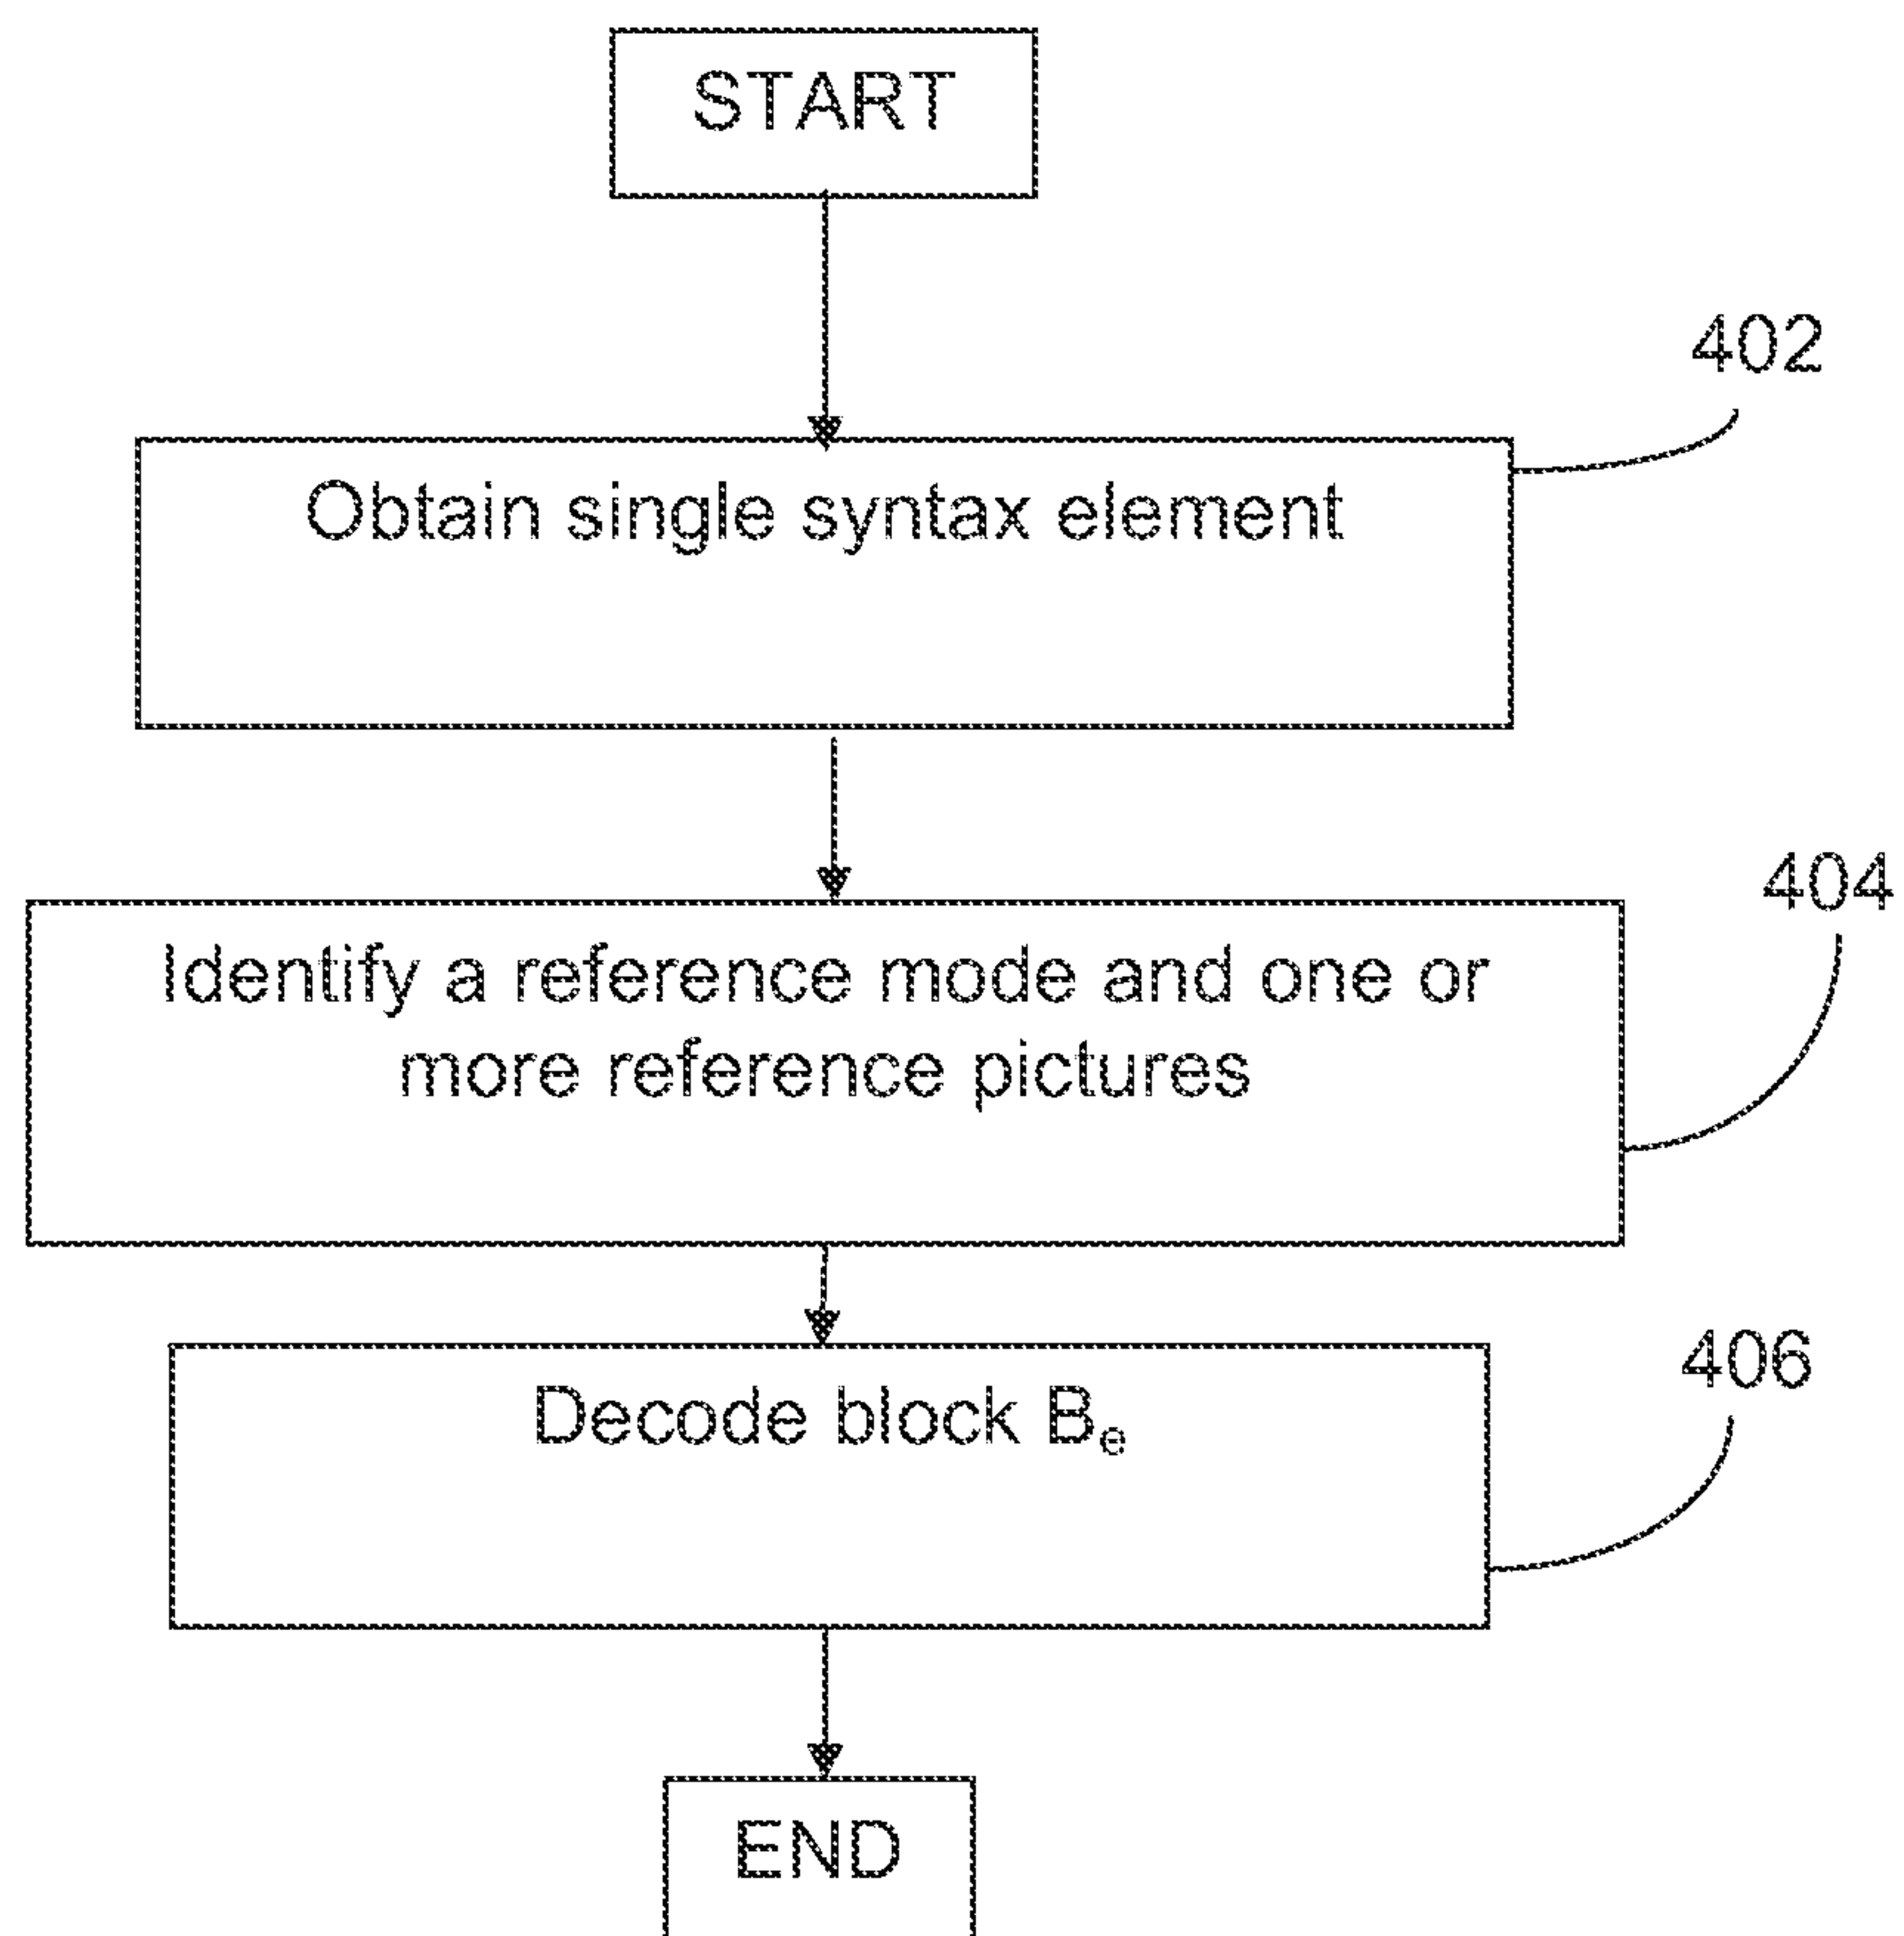 START
402
Obtain single syntax element
404
Identify a reference mode and one or
more reference pictures
406
Decode block Bₑ
END